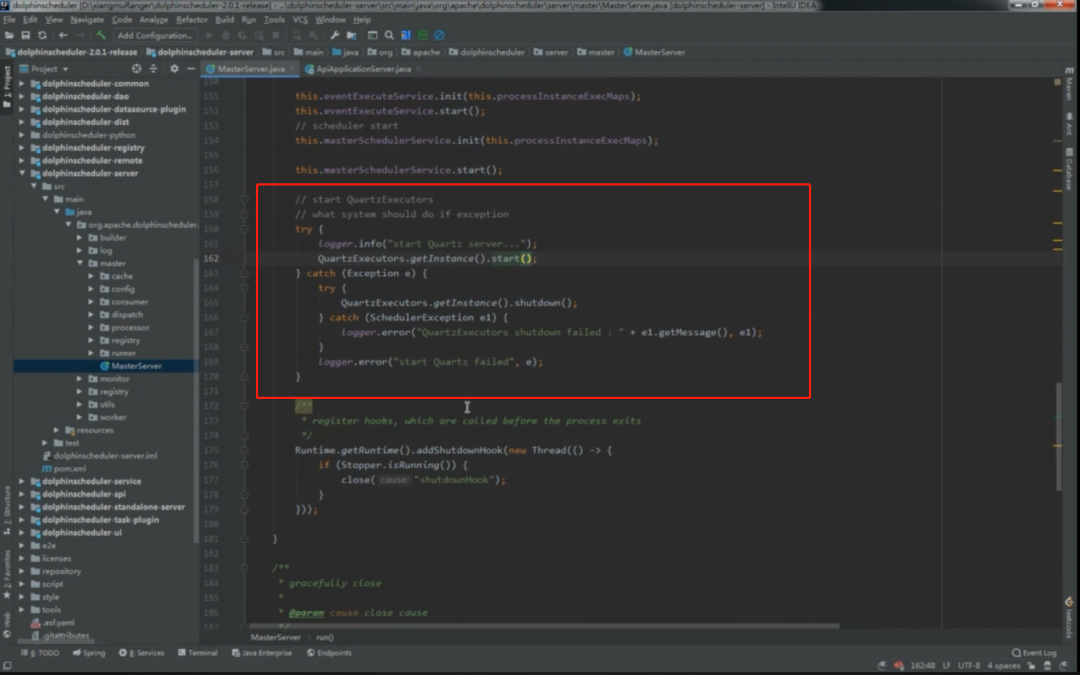 dolphinscheduler [D:\xiangmuRanger\dolphinscheduler-2.0.1-release] - ...\dolphinscheduler-server\src\main\java\org\apache\dolphinscheduler\server\master\MasterServer.java [dolphinscheduler-server] - IntelliJ IDEA
File Edit View Navigate Code Analyze Refactor Build Run Tools VCS Window Help
Add Configuration...
dolphinscheduler-2.0.1-release dolphinscheduler-server src main java org apache dolphinscheduler server master MasterServer
Project
MasterServer.java
ApiApplicationServer.java
1: Project
dolphinscheduler-common
dolphinscheduler-dao
dolphinscheduler-datasource-plugin
dolphinscheduler-dist
dolphinscheduler-python
dolphinscheduler-registry
dolphinscheduler-remote
dolphinscheduler-server
src
main
java
org.apache.dolphinscheduler.
builder
log
master
cache
config
consumer
dispatch
processor
registry
runner
MasterServer
monitor
registry
utils
worker
resources
test
dolphinscheduler-server.iml
pom.xml
dolphinscheduler-service
dolphinscheduler-api
dolphinscheduler-standalone-server
dolphinscheduler-task-plugin
dolphinscheduler-ui
e2e
licenses
repository
script
style
tools
.asf.yaml
.gitattributes
150
151 this.eventExecuteService.init(this.processInstanceExecMaps);
152 this.eventExecuteService.start();
153 // scheduler start
154 this.masterSchedulerService.init(this.processInstanceExecMaps);
155
156 this.masterSchedulerService.start();
157
158 // start QuartzExecutors
159 // what system should do if exception
160 try {
161 logger.info("start Quartz server...");
162 QuartzExecutors.getInstance().start();
163 } catch (Exception e) {
164 try {
165 QuartzExecutors.getInstance().shutdown();
166 } catch (SchedulerException e1) {
167 logger.error("QuartzExecutors shutdown failed : " + e1.getMessage(), e1);
168 }
169 logger.error("start Quartz failed", e);
170 }
171
172 /**
173 * register hooks, which are called before the process exits
174 */
175 Runtime.getRuntime().addShutdownHook(new Thread(() -> {
176 if (Stopper.isRunning()) {
177 close( cause: "shutdownHook");
178 }
179 }));
180
181 }
182
183 /**
184 * gracefully close
185 *
186 * @param cause close cause
187 */
MasterServer › run()
Maven
Ant
Database
leetcode
Z: Structure
2: Favorites
Web
6: TODO
Spring
8: Services
Terminal
Java Enterprise
Endpoints
Event Log
162:48 LF UTF-8 4 spaces